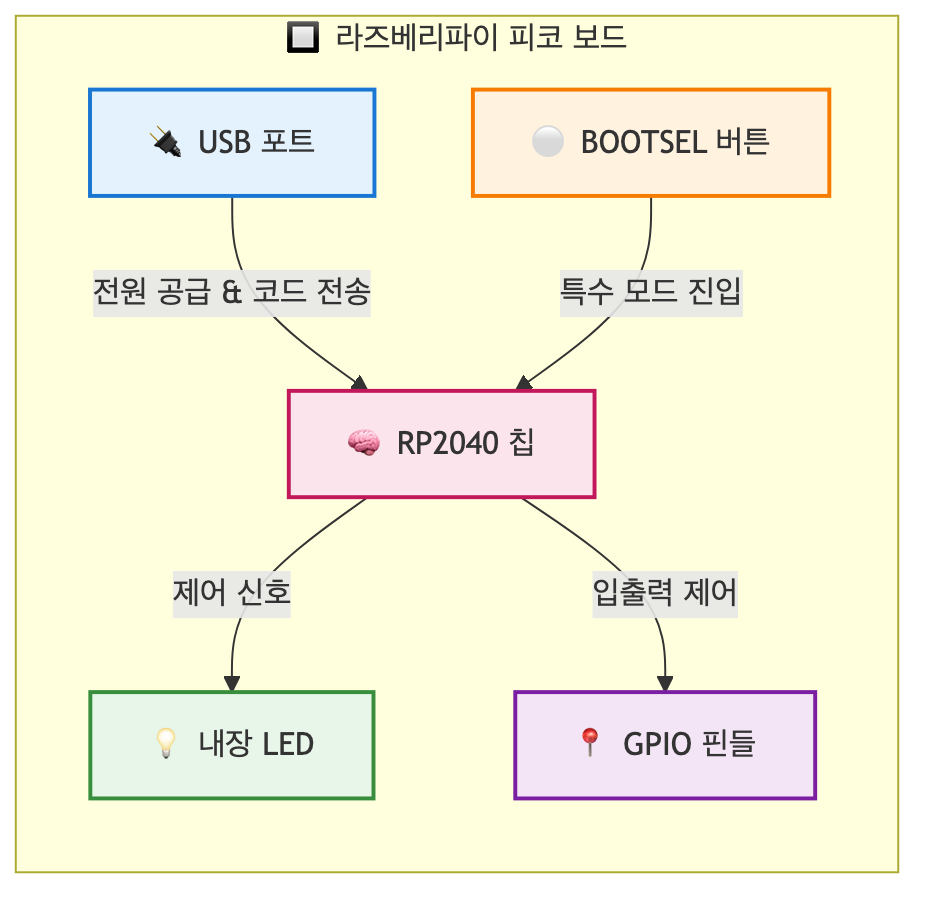 🔲 라즈베리파이 피코 보드
🔌 USB 포트
⚪ BOOTSEL 버튼
전원 공급 & 코드 전송
특수 모드 진입
🧠 RP2040 칩
제어 신호
입출력 제어
💡 내장 LED
📍 GPIO 핀들